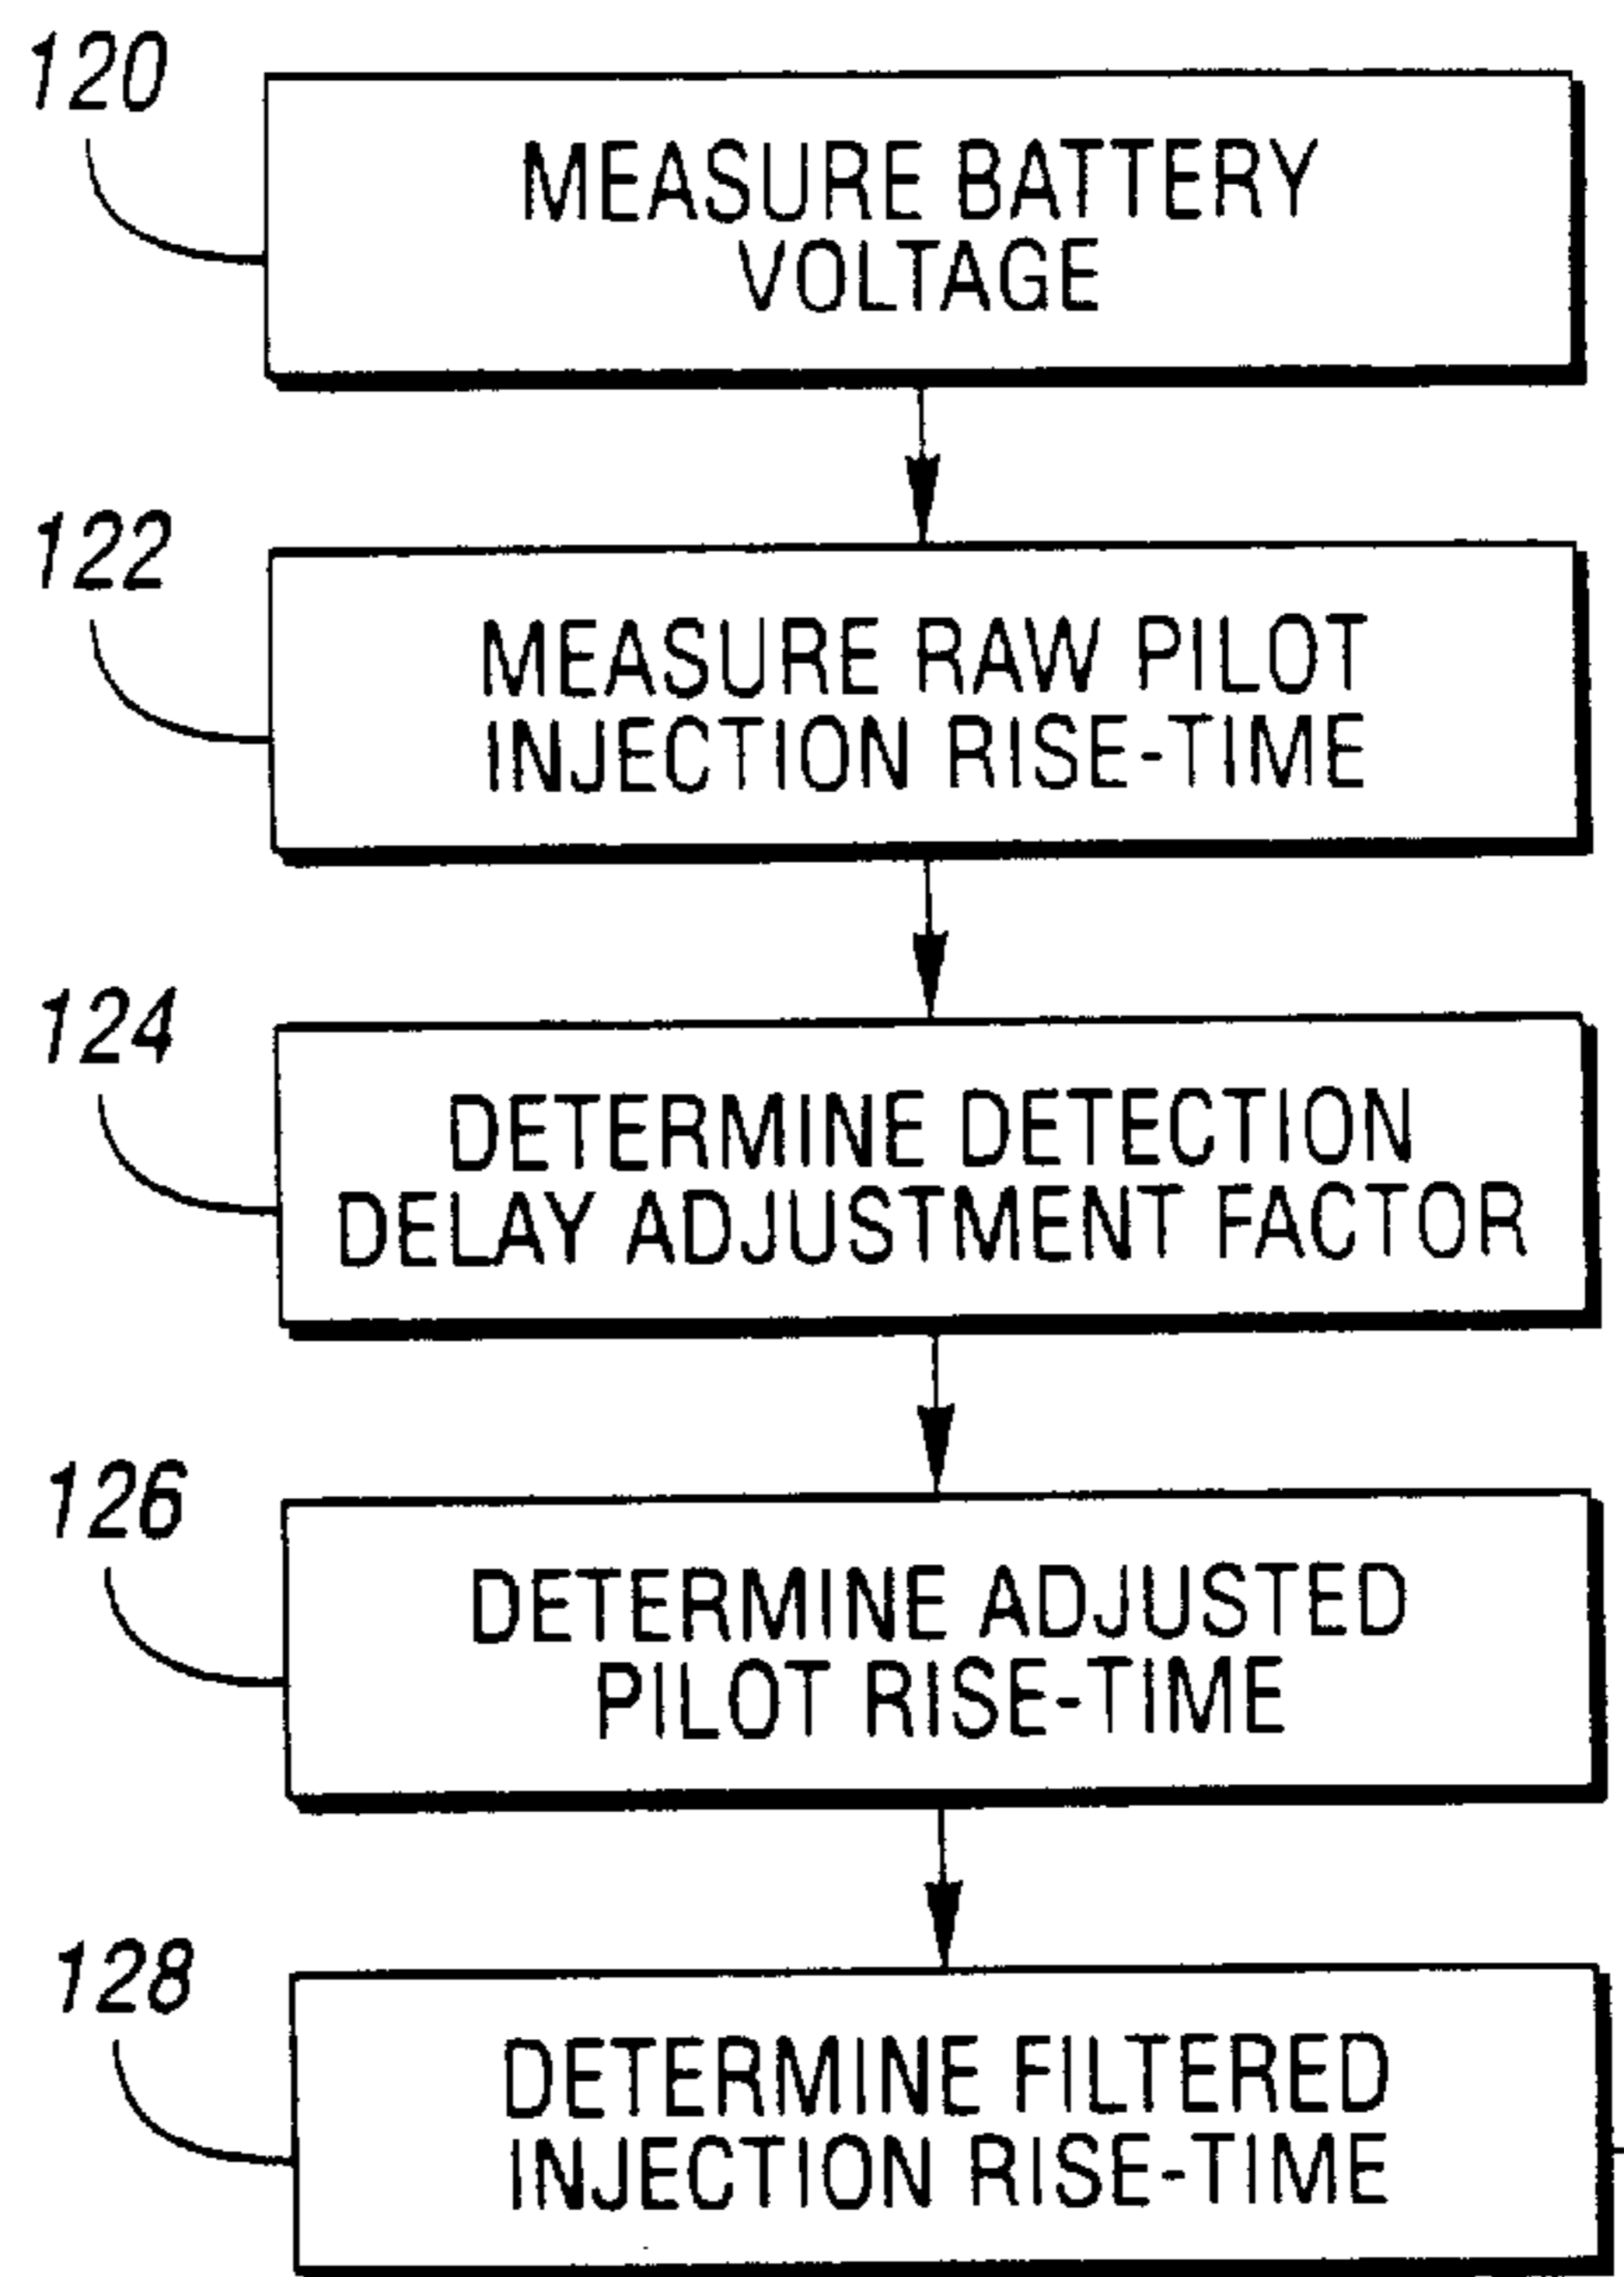 120
MEASURE BATTERY
VOLTAGE
122
MEASURE RAW PILOT
INJECTION RISE-TIME
124
DETERMINE DETECTION
DELAY ADJUSTMENT FACTOR
126
DETERMINE ADJUSTED
PILOT RISE-TIME
128
DETERMINE FILTERED
INJECTION RISE-TIME